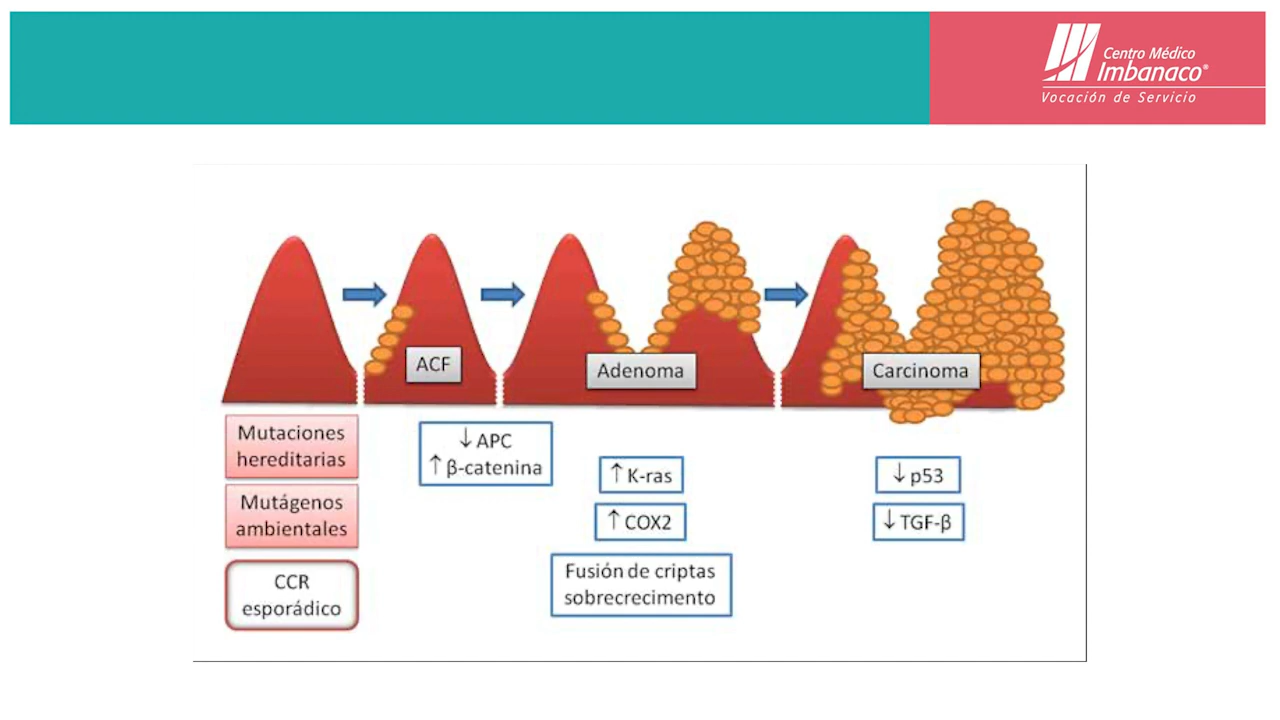 Centro Médico
Imbanaco®
Vocación de Servicio
ACF
Adenoma
Carcinoma
Mutaciones
hereditarias
Mutágenos
ambientales
CCR
esporádico
↓ APC
↑ β-catenina
↑ K-ras
↑ COX2
Fusión de criptas
sobrecrecimento
↓ p53
↓ TGF-β